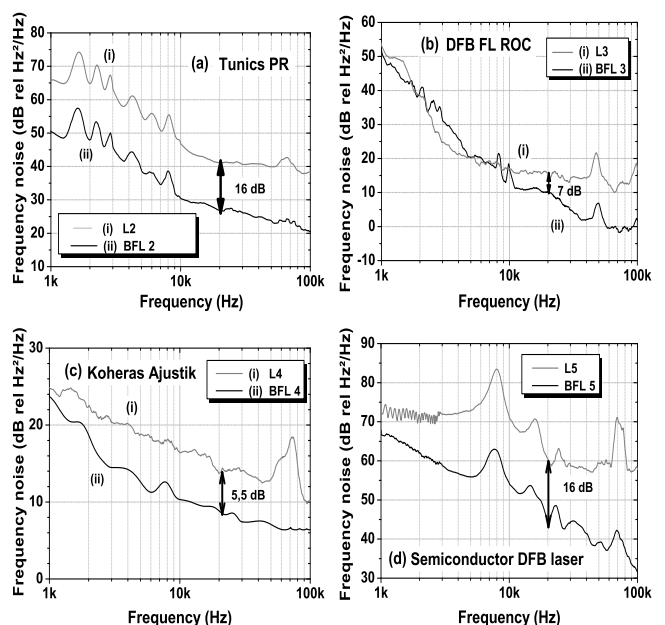 Frequency noise (dB rel Hz²/Hz)
80
70
60
50
40
30
20
10
(i)
(a) Tunics PR
(ii)
16 dB
(i) L2
(ii) BFL 2
1k
10k
100k
Frequency (Hz)
Frequency noise (dB rel Hz²/Hz)
60
50
40
30
20
10
0
-10
(b) DFB FL ROC
(i) L3
(ii) BFL 3
(i)
7 dB
(ii)
1k
10k
100k
Frequency (Hz)
Frequency noise (dB rel Hz²/Hz)
30
20
10
0
(c) Koheras Ajustik
(i) L4
(ii) BFL 4
(i)
(ii)
5,5 dB
1k
10k
100k
Frequency (Hz)
Frequency noise (dB rel Hz²/Hz)
90
80
70
60
50
40
30
L5
BFL 5
16 dB
(d) Semiconductor DFB laser
1k
10k
100k
Frequency (Hz)